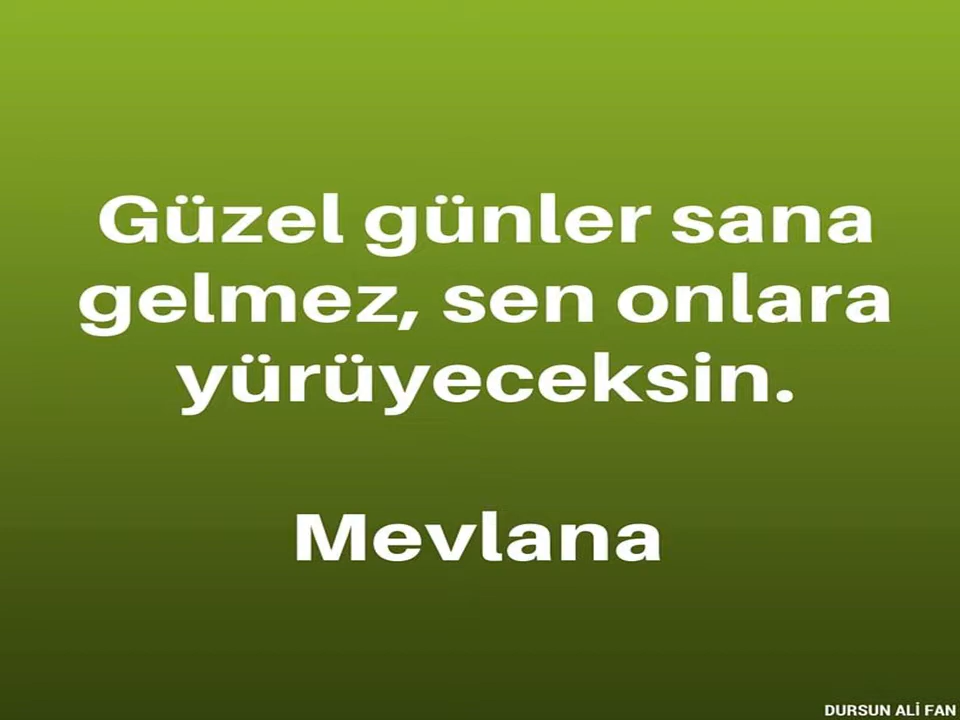 Güzel günler sana
gelmez, sen onlara
yürüyeceksin.
Mevlana
DURSUN ALİ FAN